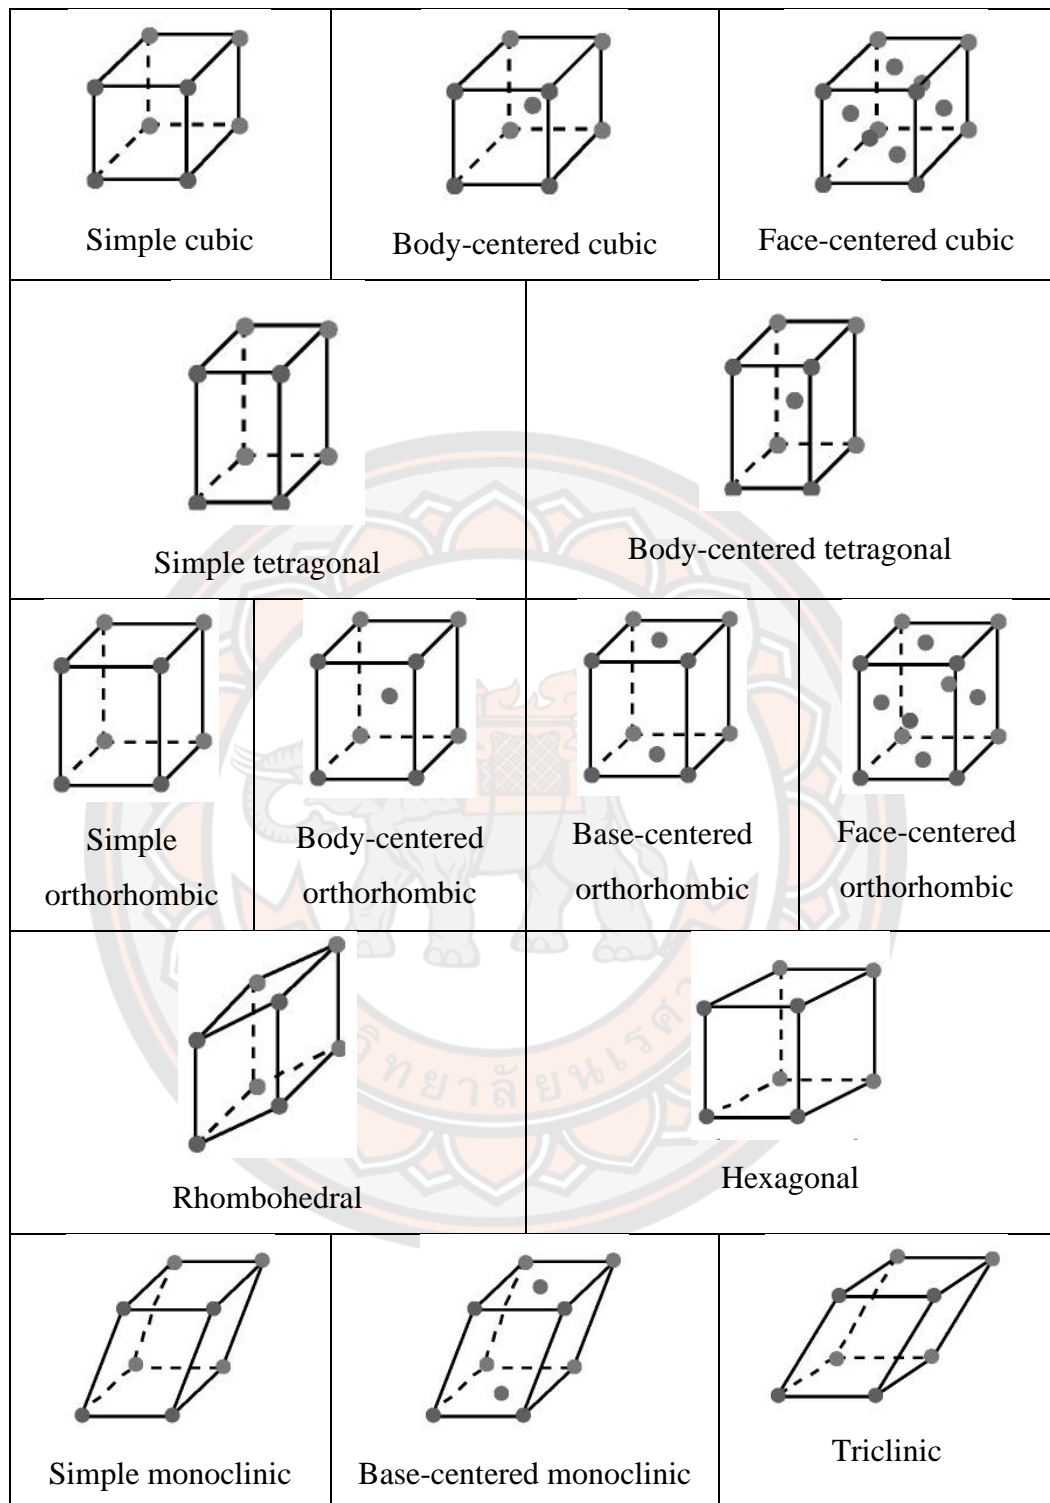 Simple cubic
Body-centered cubic
Face-centered cubic
Simple tetragonal
Body-centered tetragonal
Simple
orthorhombic
Body-centered
orthorhombic
Base-centered
orthorhombic
Face-centered
orthorhombic
Rhombohedral
Hexagonal
Simple monoclinic
Base-centered monoclinic
Triclinic